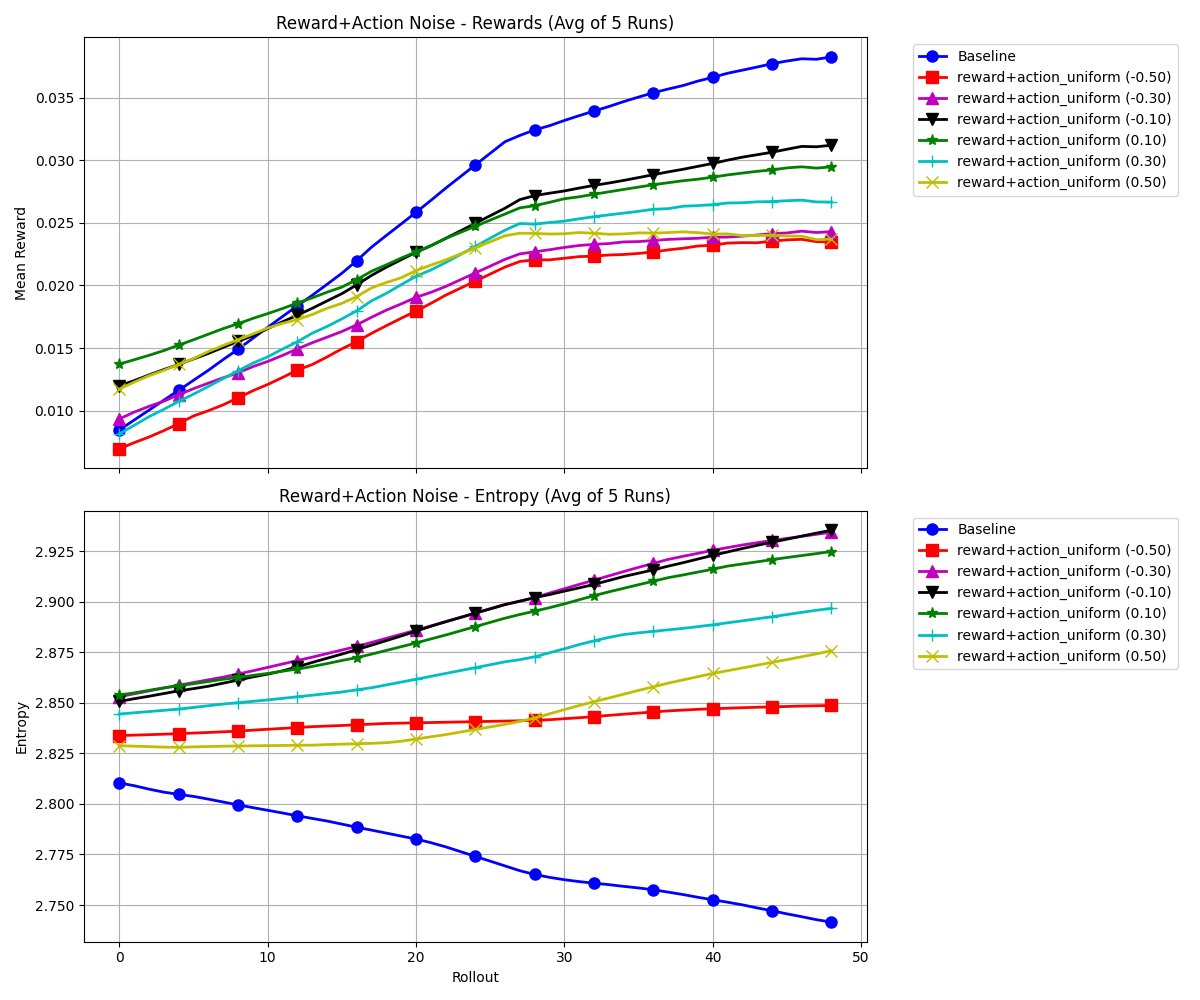 Reward+Action Noise - Rewards (Avg of 5 Runs)
0.035
0.030
0.025
0.020
0.015
0.010
Mean Reward
Baseline
reward+action_uniform (-0.50)
reward+action_uniform (-0.30)
reward+action_uniform (-0.10)
reward+action_uniform (0.10)
reward+action_uniform (0.30)
reward+action_uniform (0.50)
Reward+Action Noise - Entropy (Avg of 5 Runs)
2.925
2.900
2.875
2.850
2.825
2.800
2.775
2.750
Entropy
0 10 20 30 40 50
Rollout
Baseline
reward+action_uniform (-0.50)
reward+action_uniform (-0.30)
reward+action_uniform (-0.10)
reward+action_uniform (0.10)
reward+action_uniform (0.30)
reward+action_uniform (0.50)